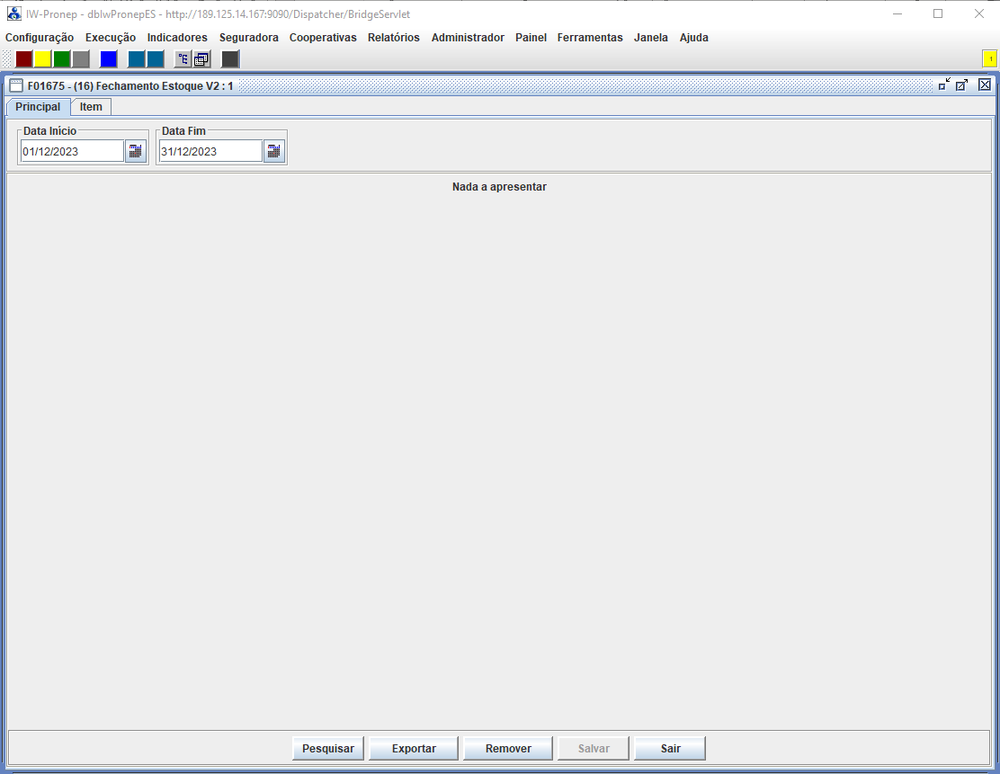 IW-Pronep - dbIwPronepES - http://189.125.14.167:9090/Dispatcher/BridgeServlet
Configuração Execução Indicadores Seguradora Cooperativas Relatórios Administrador Painel Ferramentas Janela Ajuda
1
F01675 - (16) Fechamento Estoque V2 : 1
Principal Item
Data Início Data Fim
01/12/2023 31/12/2023
Nada a apresentar
Pesquisar Exportar Remover Salvar Sair